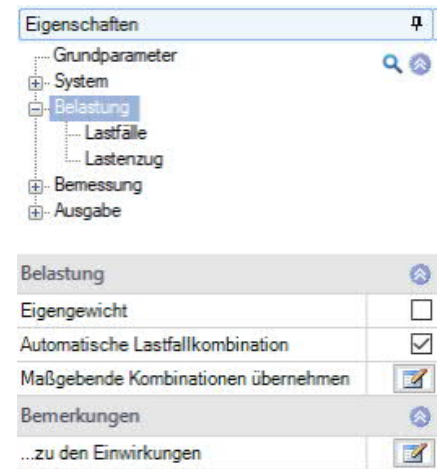 Eigenschaften
Grundparameter
System
Belastung
Lastfälle
Lastenzug
Bemessung
Ausgabe
Belastung
Eigengewicht
Automatische Lastfallkombination
Maßgebende Kombinationen übernehmen
Bemerkungen
...zu den Einwirkungen